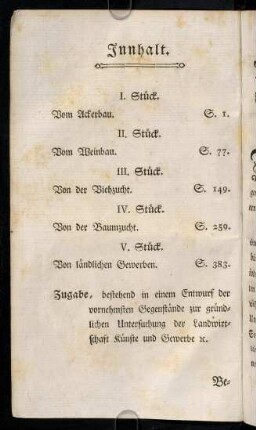 Innhalt.
I. Stück.
Vom Ackerbau. S. 1.
II. Stück.
Vom Weinbau. S. 77.
III. Stück.
Von der Viehzucht. S. 149.
IV. Stück.
Von der Baumzucht. S. 259.
V. Stück.
Von ländlichen Gewerben. S. 383.
Zugabe, bestehend in einem Entwurf der
vornehmsten Gegenstände zur gründ-
lichen Untersuchung der Landwirt-
schaft Künste und Gewerbe ꝛc.
Be-